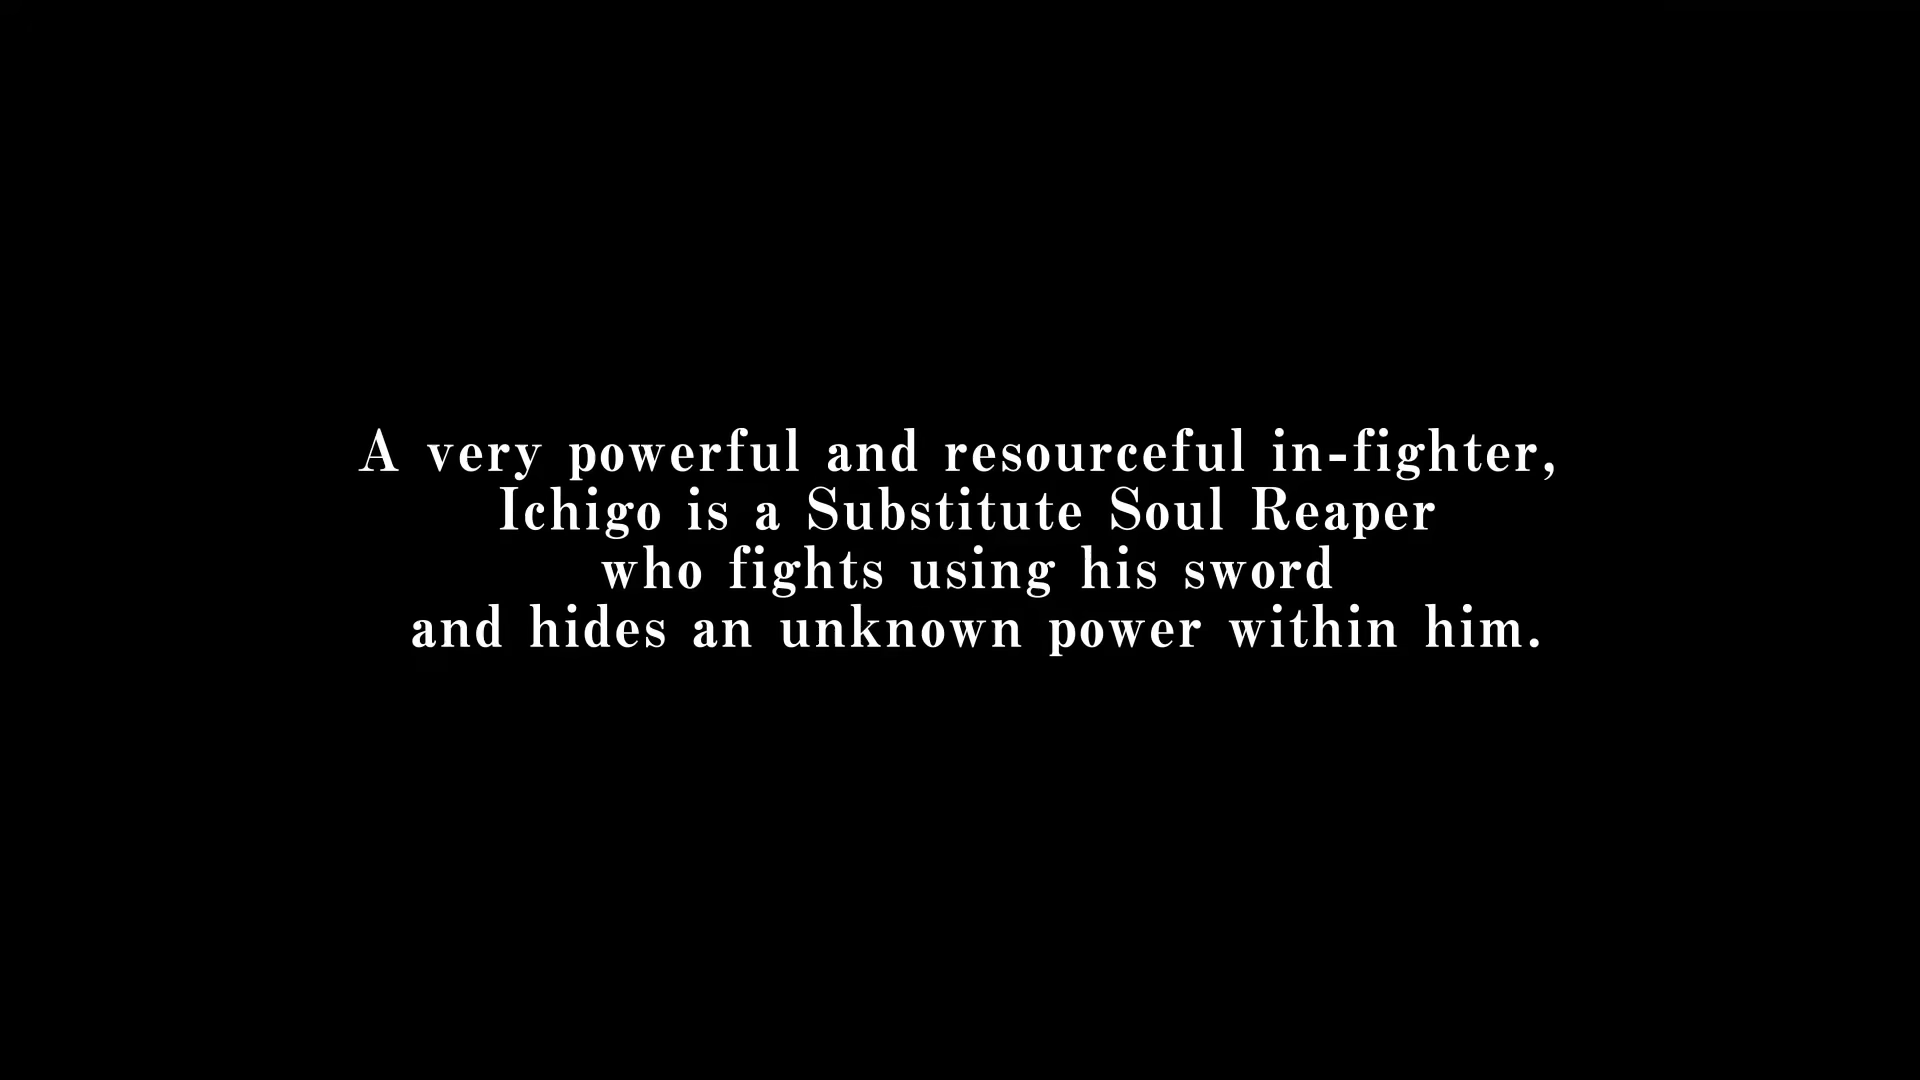 A very powerful and resourceful in-fighter,
Ichigo is a Substitute Soul Reaper
who fights using his sword
and hides an unknown power within him.